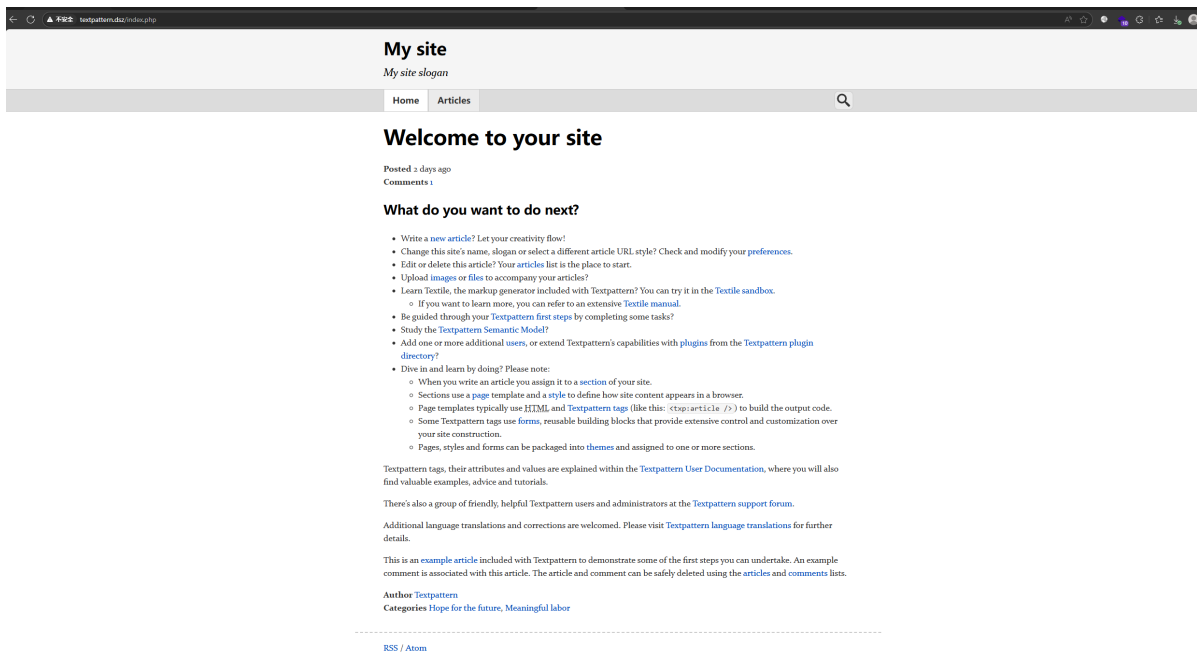 不安全 textpattern.dsz/index.php
10
My site
My site slogan
Home Articles
Welcome to your site
Posted 2 days ago
Comments 1
What do you want to do next?
Write a new article? Let your creativity flow!
Change this site's name, slogan or select a different article URL style? Check and modify your preferences.
Edit or delete this article? Your articles list is the place to start.
Upload images or files to accompany your articles?
Learn Textile, the markup generator included with Textpattern? You can try it in the Textile sandbox.
If you want to learn more, you can refer to an extensive Textile manual.
Be guided through your Textpattern first steps by completing some tasks?
Study the Textpattern Semantic Model?
Add one or more additional users, or extend Textpattern's capabilities with plugins from the Textpattern plugin
directory?
Dive in and learn by doing? Please note:
When you write an article you assign it to a section of your site.
Sections use a page template and a style to define how site content appears in a browser.
Page templates typically use HTML and Textpattern tags (like this: <txp:article />) to build the output code.
Some Textpattern tags use forms, reusable building blocks that provide extensive control and customization over
your site construction.
Pages, styles and forms can be packaged into themes and assigned to one or more sections.
Textpattern tags, their attributes and values are explained within the Textpattern User Documentation, where you will also
find valuable examples, advice and tutorials.
There's also a group of friendly, helpful Textpattern users and administrators at the Textpattern support forum.
Additional language translations and corrections are welcomed. Please visit Textpattern language translations for further
details.
This is an example article included with Textpattern to demonstrate some of the first steps you can undertake. An example
comment is associated with this article. The article and comment can be safely deleted using the articles and comments lists.
Author Textpattern
Categories Hope for the future, Meaningful labor
RSS / Atom